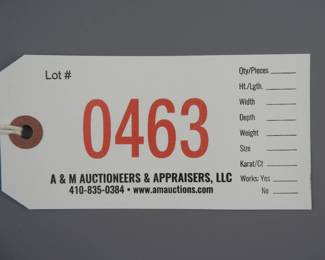 Lot #
0463
A & M AUCTIONEERS & APPRAISERS, LLC
410-835-0384 • www.amauctions.com
Qty/Pieces
Ht./Lgth.
Width
Depth
Weight
Size
Karat/Ct
Works: Yes
No